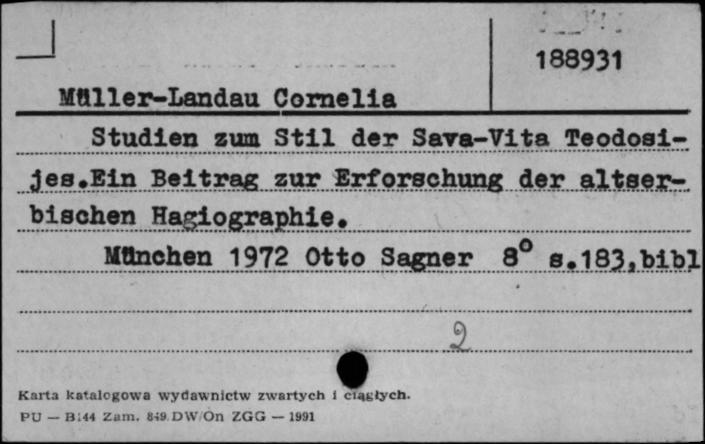 188931
Müller-Landau Cornelia
Studien zum Stil der Sava-Vita Teodosi-
jes.Ein Beitrag zur Erforschung der altser-
bischen Hagiographie.
München 1972 Otto Sagner 8° s.183,bibl
2
Karta katalogowa wydawnictw zwartych i ciągłych.
PU — B144 Zam. 849 DW/On ZGG — 1991